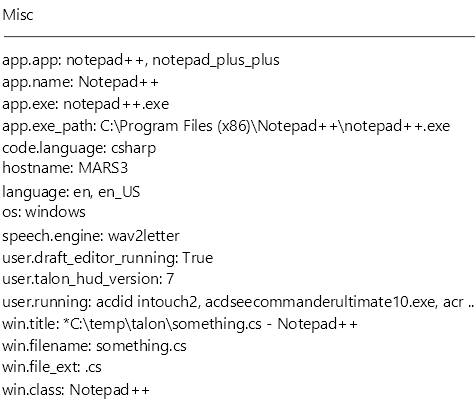 Misc
app.app: notepad++, notepad_plus_plus
app.name: Notepad++
app.exe: notepad++.exe
app.exe_path: C:\Program Files (x86)\Notepad++\notepad++.exe
code.language: csharp
hostname: MARS3
language: en, en_US
os: windows
speech.engine: wav2letter
user.draft_editor_running: True
user.talon_hud_version: 7
user.running: acdid intouch2, acdseecommanderultimate10.exe, acr ..
win.title: *C:\temp\talon\something.cs - Notepad++
win.filename: something.cs
win.file_ext: .cs
win.class: Notepad++